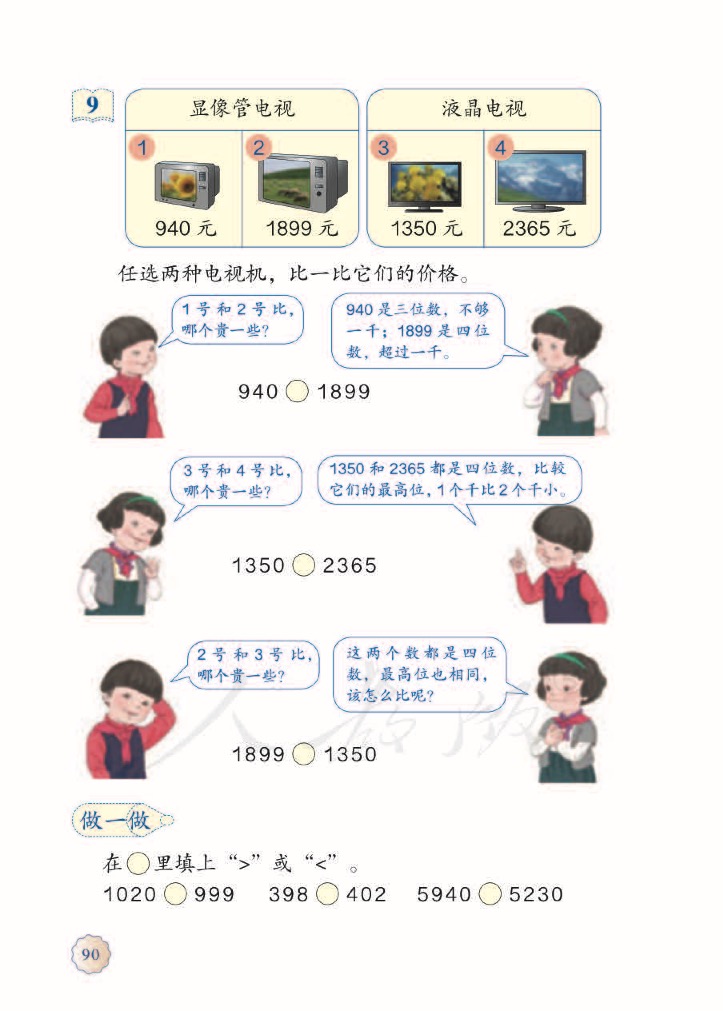 9
显像管电视
液晶电视
1
2
3
4
940 元
1899 元
1350 元
2365 元
任选两种电视机，比一比它们的价格。
1 号和 2 号比，
哪个贵一些？
940 是三位数，不够
一千；1899 是四位
数，超过一千。
940 ○ 1899
3 号和 4 号比，
哪个贵一些？
1350 和 2365 都是四位数，比较
它们的最高位，1 个千比 2 个千小。
1350 ○ 2365
2 号和 3 号比，
哪个贵一些？
这两个数都是四位
数，最高位也相同，
该怎么比呢？
人教版
1899 ○ 1350
做一做
在○里填上“>”或“<”。
1020 ○ 999 398 ○ 402 5940 ○ 5230
90